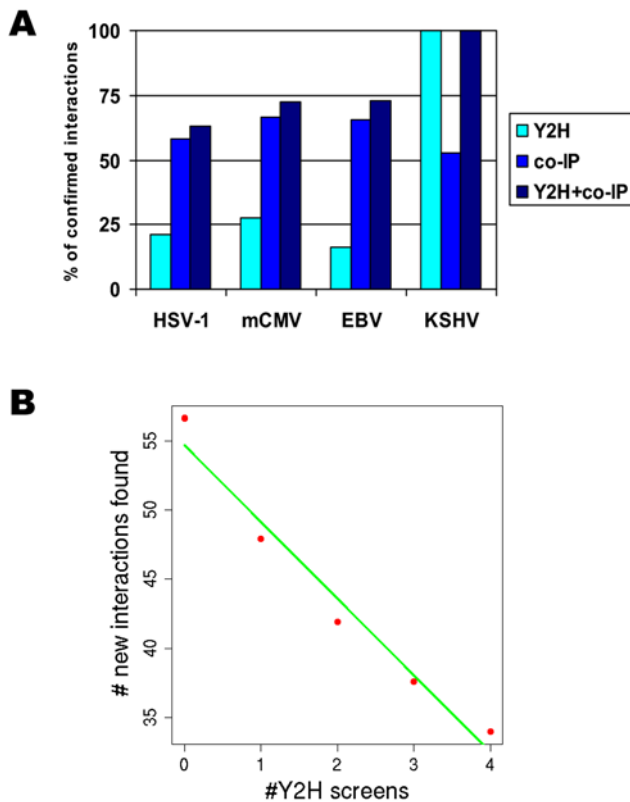 A
% of confirmed interactions
100
75
50
25
0
HSV-1 mCMV EBV KSHV
Y2H
co-IP
Y2H+co-IP
B
# new interactions found
55
50
45
40
35
0 1 2 3 4
#Y2H screens